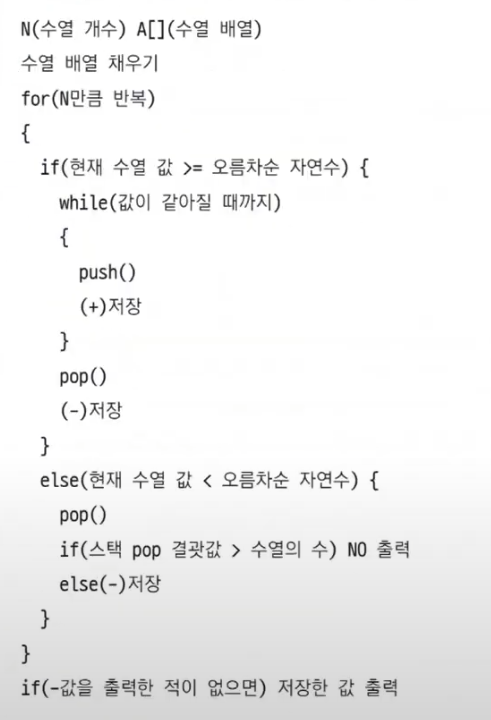 N(수열 개수) A[](수열 배열)
수열 배열 채우기
for(N만큼 반복)
{
if(현재 수열 값 >= 오름차순 자연수) {
while(값이 같아질 때까지)
{
push()
(+)저장
}
pop()
(-)저장
}
else(현재 수열 값 < 오름차순 자연수) {
pop()
if(스택 pop 결괏값 > 수열의 수) NO 출력
else(-)저장
}
}
if(-값을 출력한 적이 없으면) 저장한 값 출력